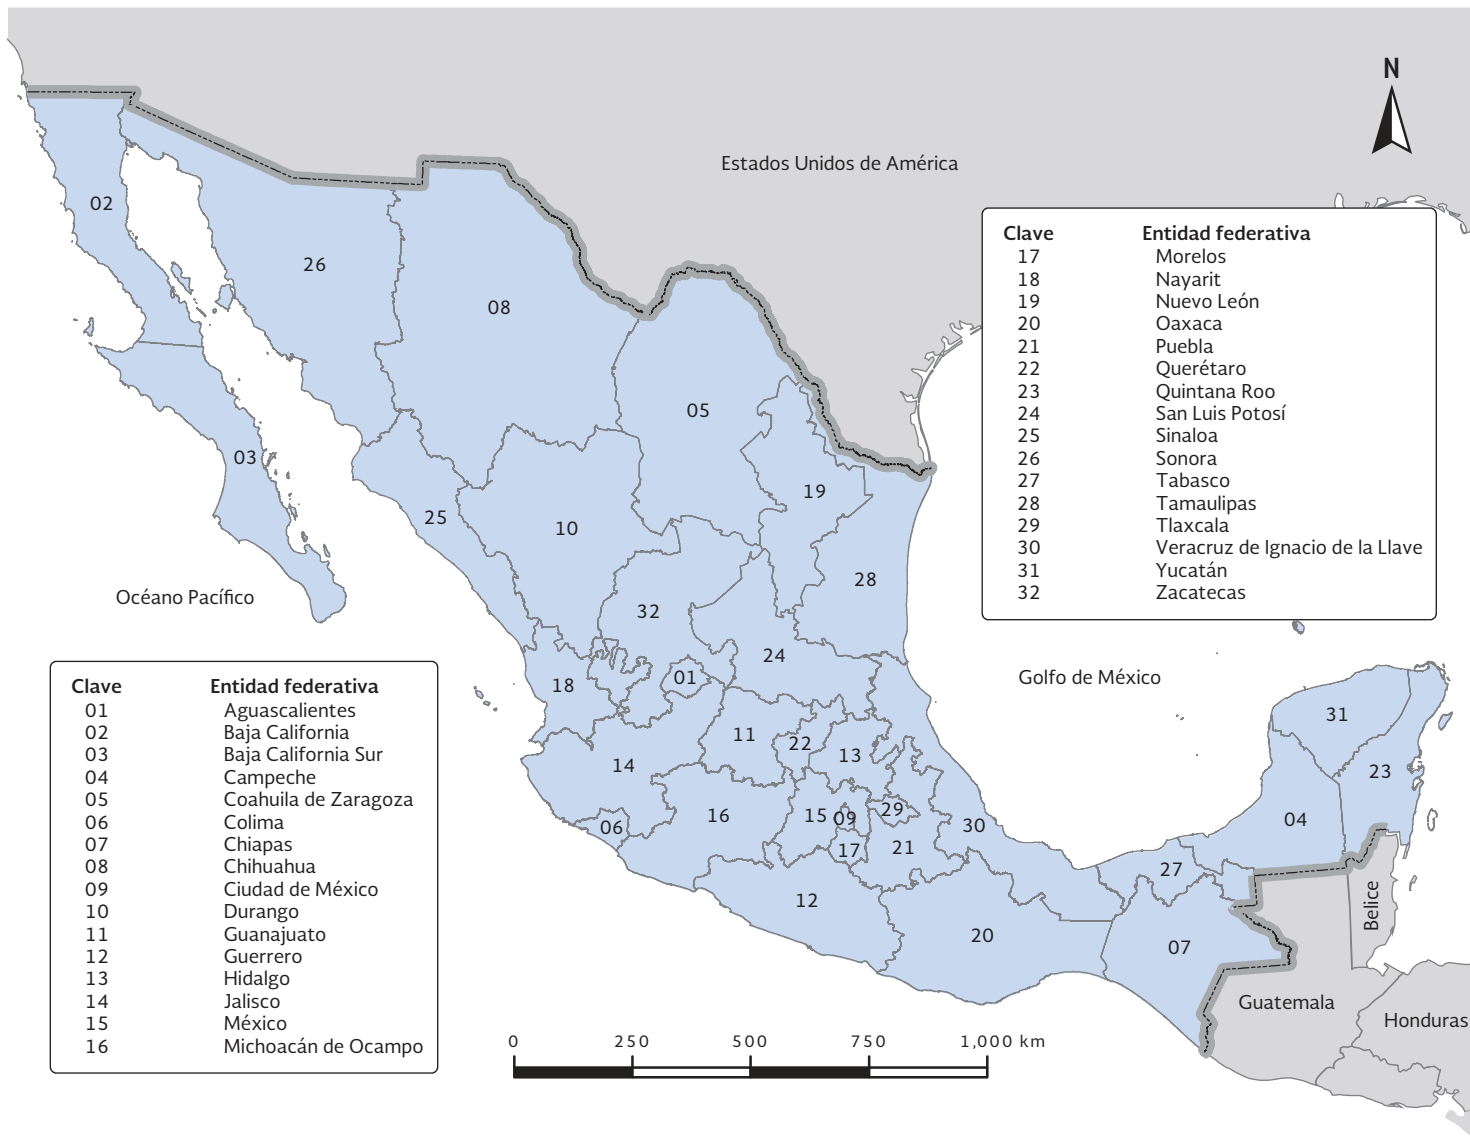 N
Estados Unidos de América
02
26
08
05
03
19
25
10
28
Océano Pacífico
32
24
01
18
Golfo de México
31
11
22
13
14
23
16
15
09
29
06
30
04
17
21
27
12
20
07
Belice
Guatemala
Honduras
Clave Entidad federativa
17 Morelos
18 Nayarit
19 Nuevo León
20 Oaxaca
21 Puebla
22 Querétaro
23 Quintana Roo
24 San Luis Potosí
25 Sinaloa
26 Sonora
27 Tabasco
28 Tamaulipas
29 Tlaxcala
30 Veracruz de Ignacio de la Llave
31 Yucatán
32 Zacatecas
Clave Entidad federativa
01 Aguascalientes
02 Baja California
03 Baja California Sur
04 Campeche
05 Coahuila de Zaragoza
06 Colima
07 Chiapas
08 Chihuahua
09 Ciudad de México
10 Durango
11 Guanajuato
12 Guerrero
13 Hidalgo
14 Jalisco
15 México
16 Michoacán de Ocampo
0 250 500 750 1,000 km